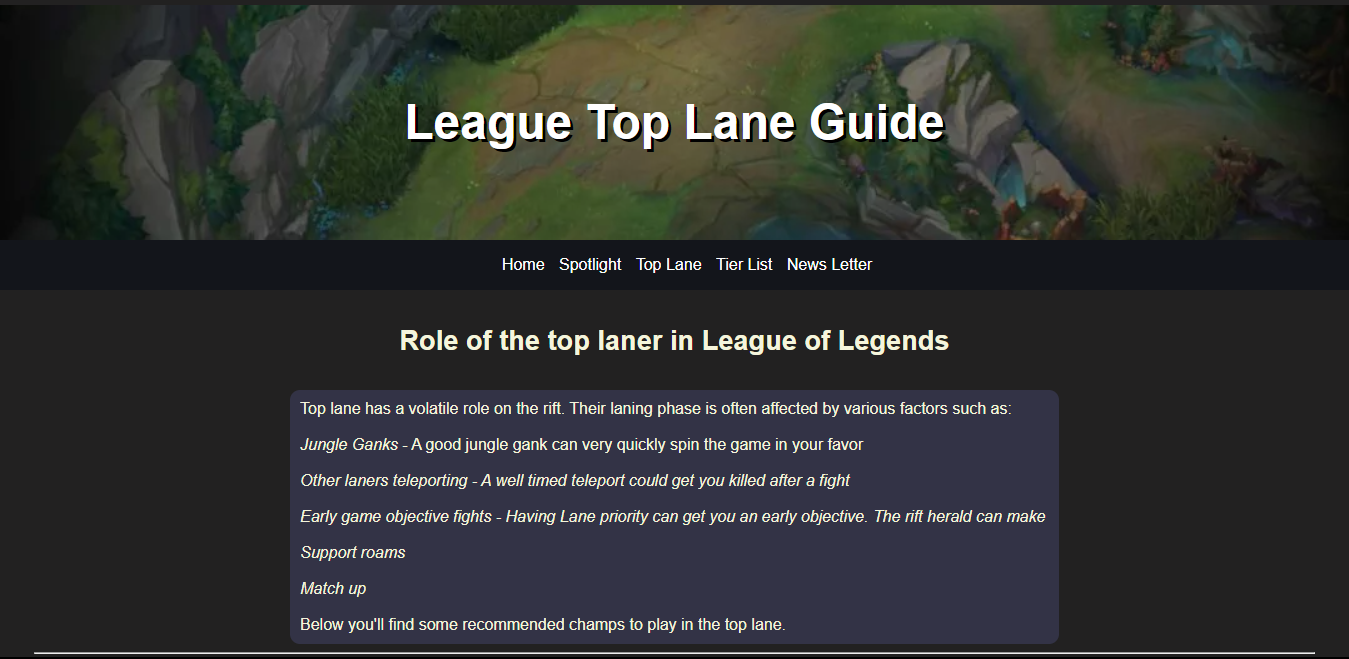 League Top Lane Guide
Home Spotlight Top Lane Tier List News Letter
Role of the top laner in League of Legends
Top lane has a volatile role on the rift. Their laning phase is often affected by various factors such as:
Jungle Ganks - A good jungle gank can very quickly spin the game in your favor
Other laners teleporting - A well timed teleport could get you killed after a fight
Early game objective fights - Having Lane priority can get you an early objective. The rift herald can make
Support roams
Match up
Below you'll find some recommended champs to play in the top lane.